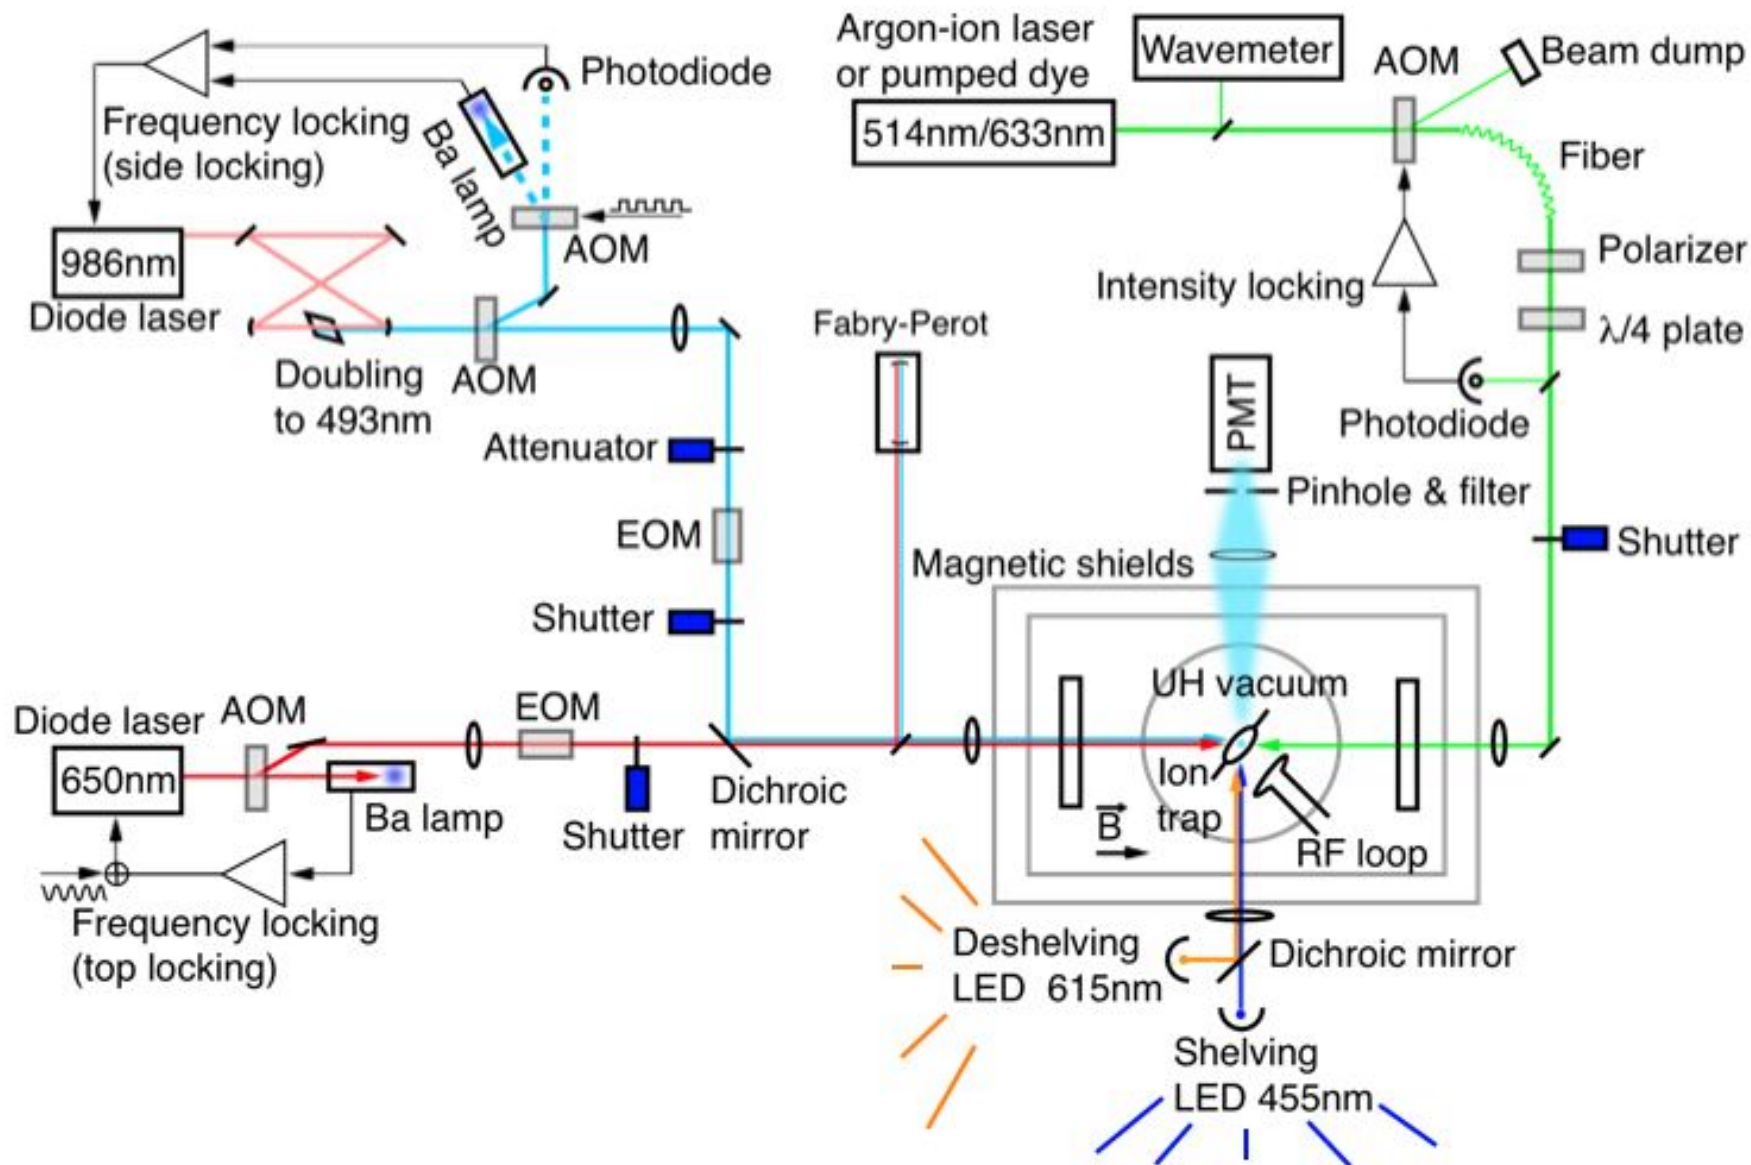 Argon-ion laser
or pumped dye
514nm/633nm
Wavemeter
AOM
Beam dump
Photodiode
Frequency locking
(side locking)
Ba lamp
AOM
Fiber
986nm
Diode laser
Doubling
to 493nm
AOM
Polarizer
λ/4 plate
Intensity locking
Photodiode
Fabry-Perot
PMT
Pinhole & filter
Attenuator
EOM
Shutter
Magnetic shields
Shutter
UH vacuum
Ion
trap
RF loop
B
Diode laser
AOM
650nm
Ba lamp
EOM
Shutter
Dichroic
mirror
Frequency locking
(top locking)
Deshelving
LED 615nm
Dichroic mirror
Shelving
LED 455nm